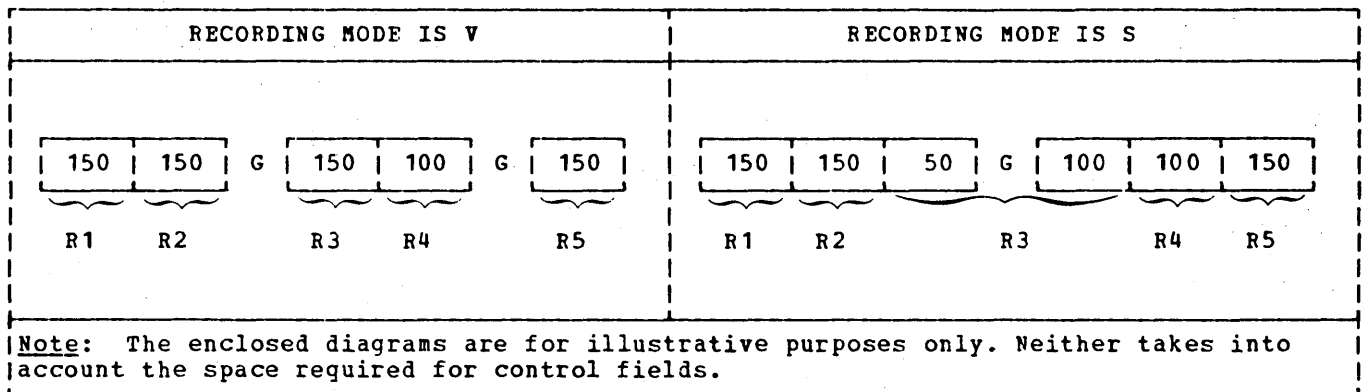 RECORDING MODE IS V
RECORDING MODE IS S
150 150 G 150 100 G 150
R1 R2 R3 R4 R5
150 150 50 G 100 100 150
R1 R2 R3 R4 R5
Note: The enclosed diagrams are for illustrative purposes only. Neither takes into
account the space required for control fields.